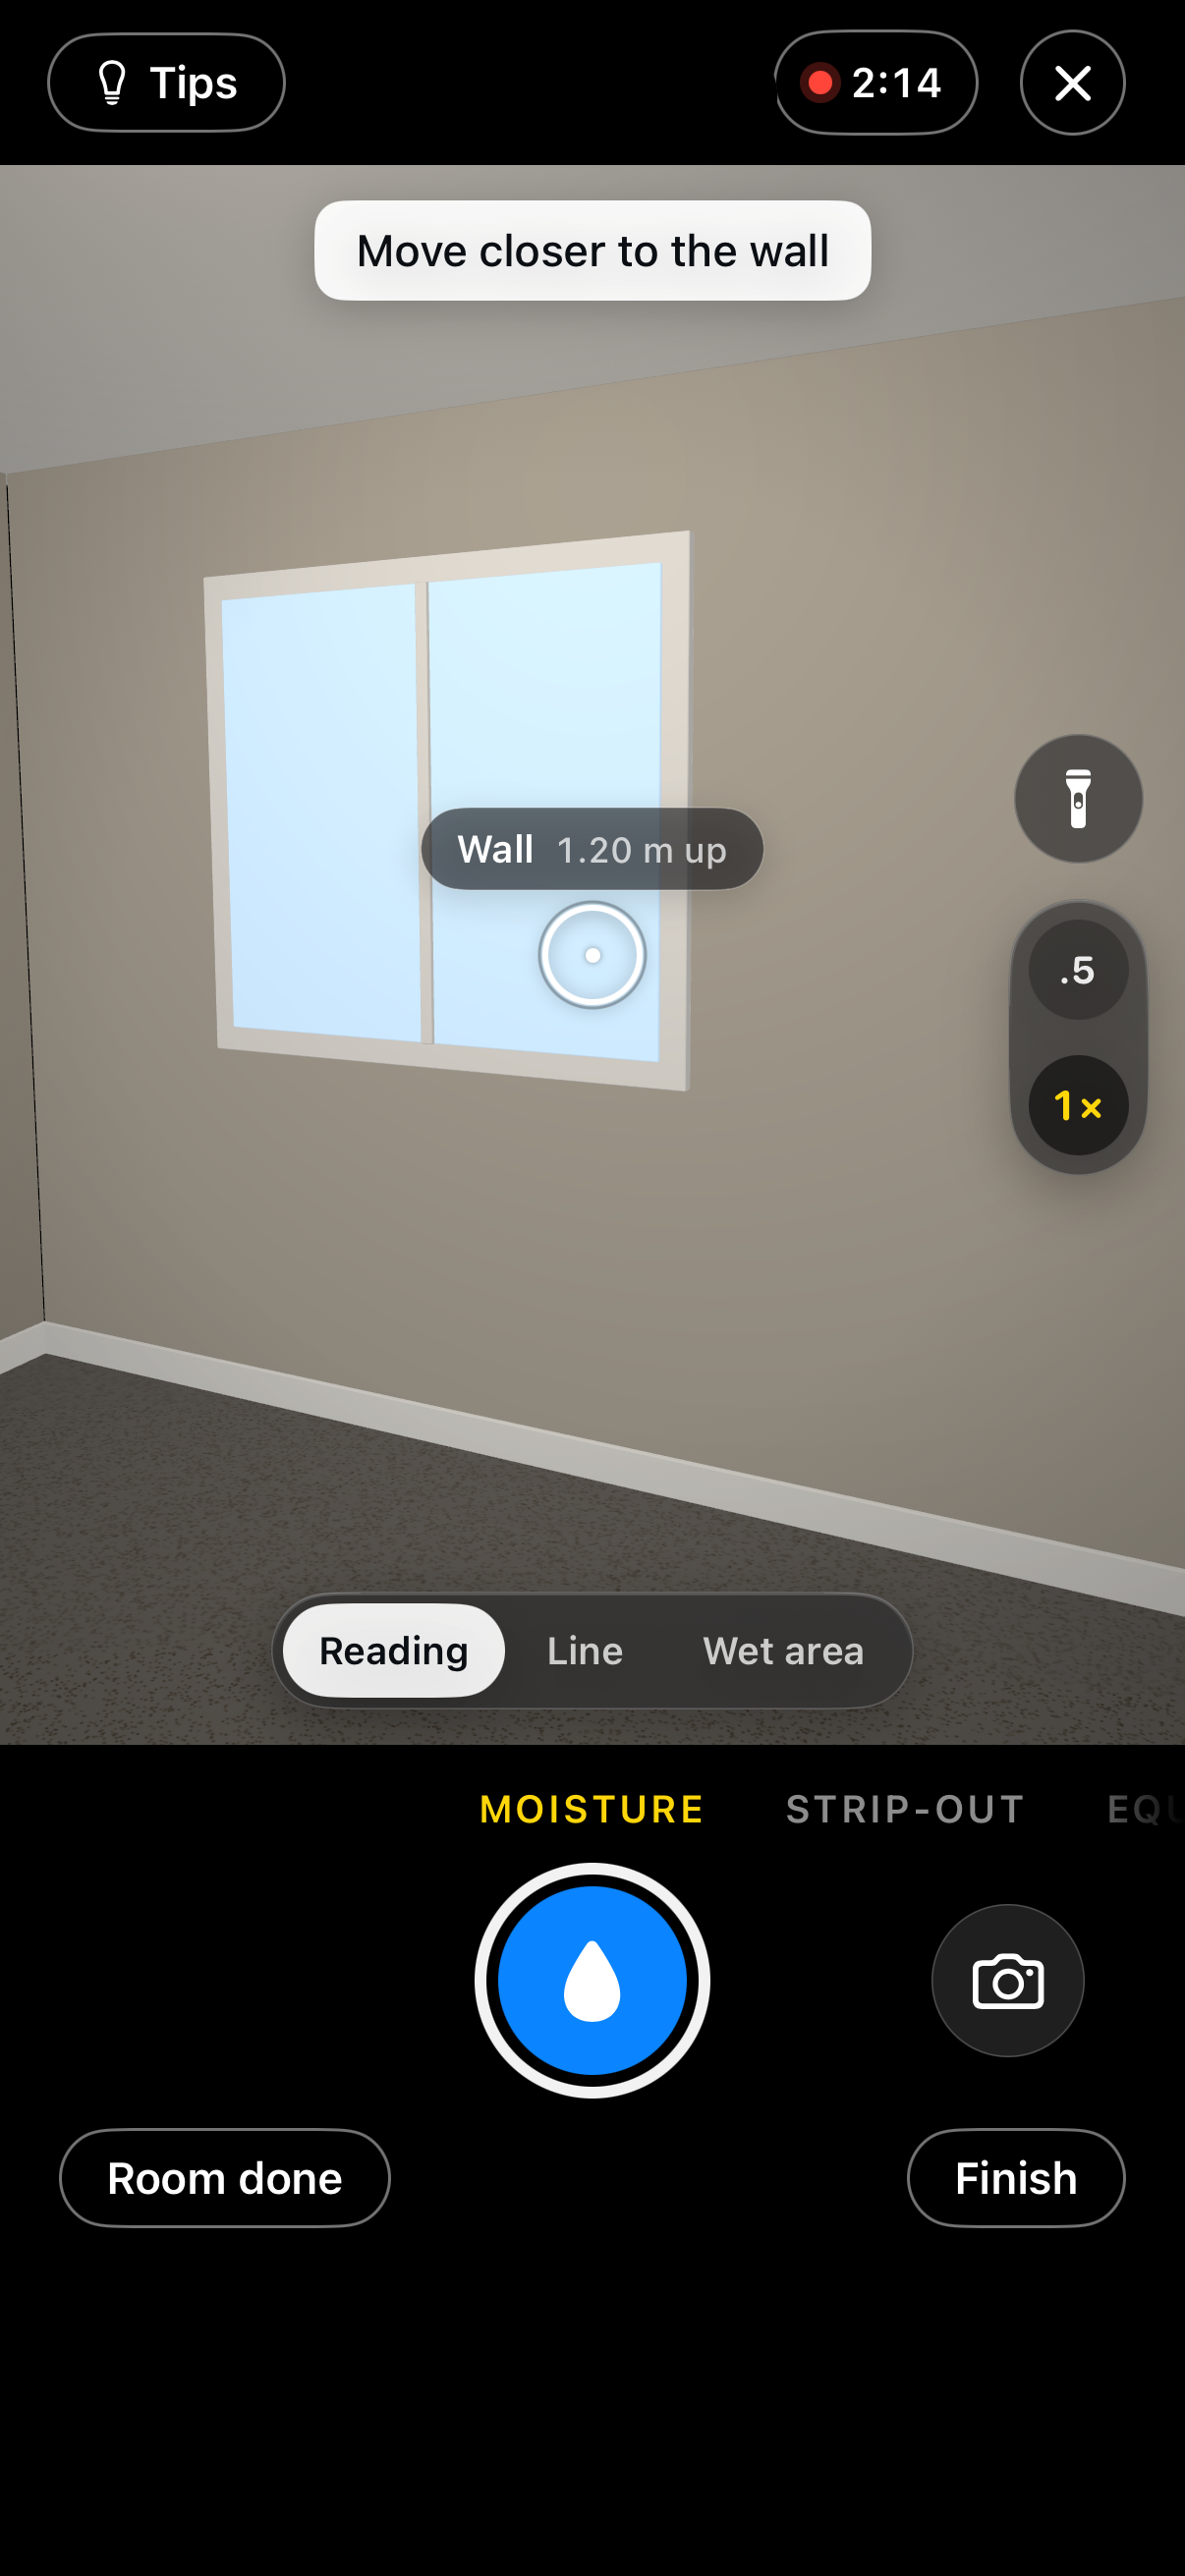 Tips
2:14
Move closer to the wall
Wall 1.20 m up
.5
1×
Reading Line Wet area
MOISTURE STRIP-OUT EQU
Room done Finish